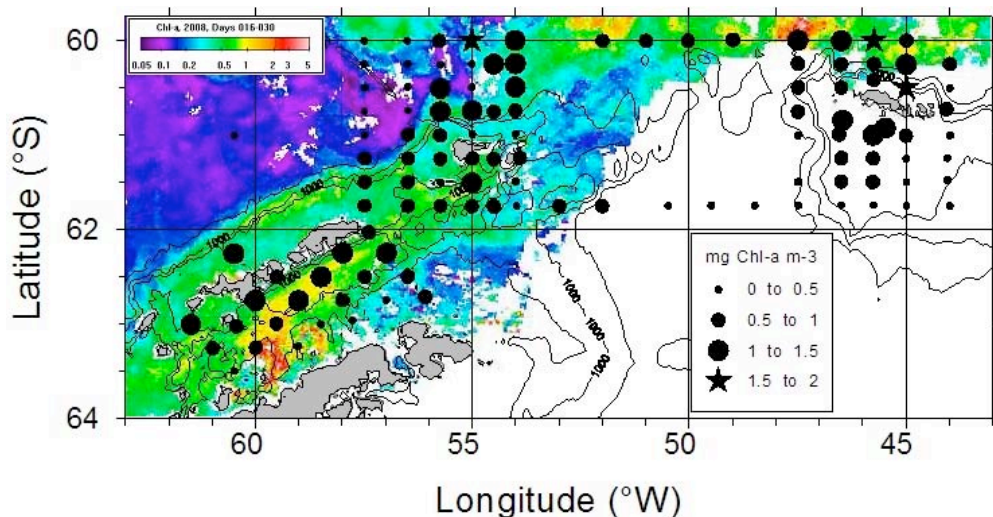 Chl-a, 2008, Days 016-030
0.05 0.1 0.2 0.5 1 2 3 5
60
62
64
Latitude (°S)
1000
1000
1000
1000
1000
1000
1000
mg Chl-a m-3
0 to 0.5
0.5 to 1
1 to 1.5
1.5 to 2
60 55 50 45
Longitude (°W)